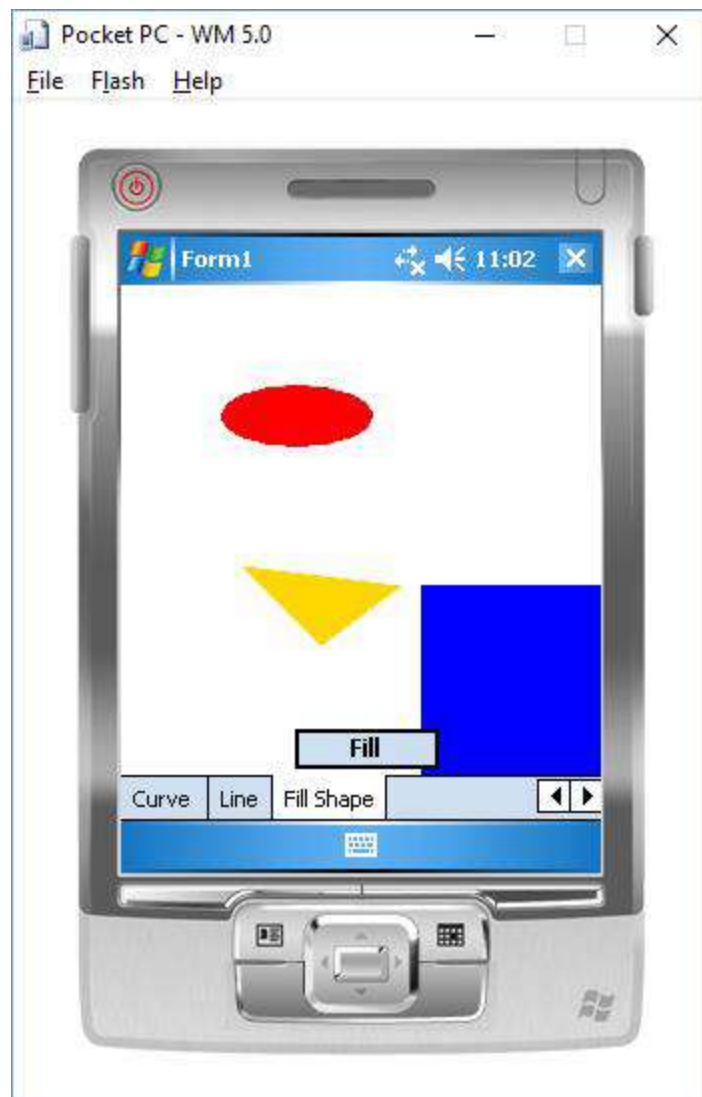 Pocket PC - WM 5.0
File Flash Help
Form1 11:02
Fill
Curve Line Fill Shape